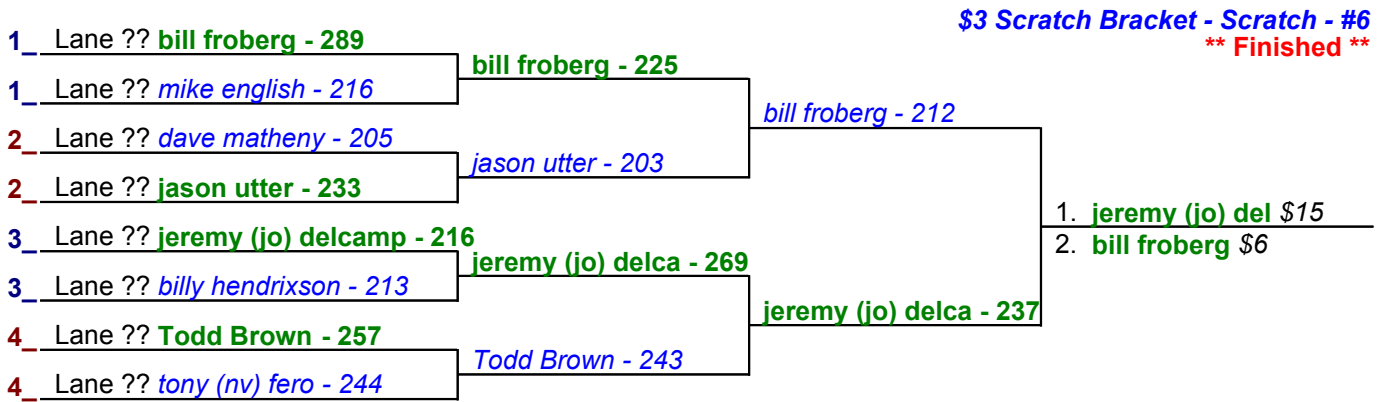 $3 Scratch Bracket - Scratch - #6
** Finished **
1_ Lane ?? bill froberg - 289
1_ Lane ?? mike english - 216
2_ Lane ?? dave matheny - 205
2_ Lane ?? jason utter - 233
3_ Lane ?? jeremy (jo) delcamp - 216
3_ Lane ?? billy hendrixson - 213
4_ Lane ?? Todd Brown - 257
4_ Lane ?? tony (nv) fero - 244
bill froberg - 225
jason utter - 203
jeremy (jo) delca - 269
Todd Brown - 243
bill froberg - 212
jeremy (jo) delca - 237
1. jeremy (jo) del $15
2. bill froberg $6